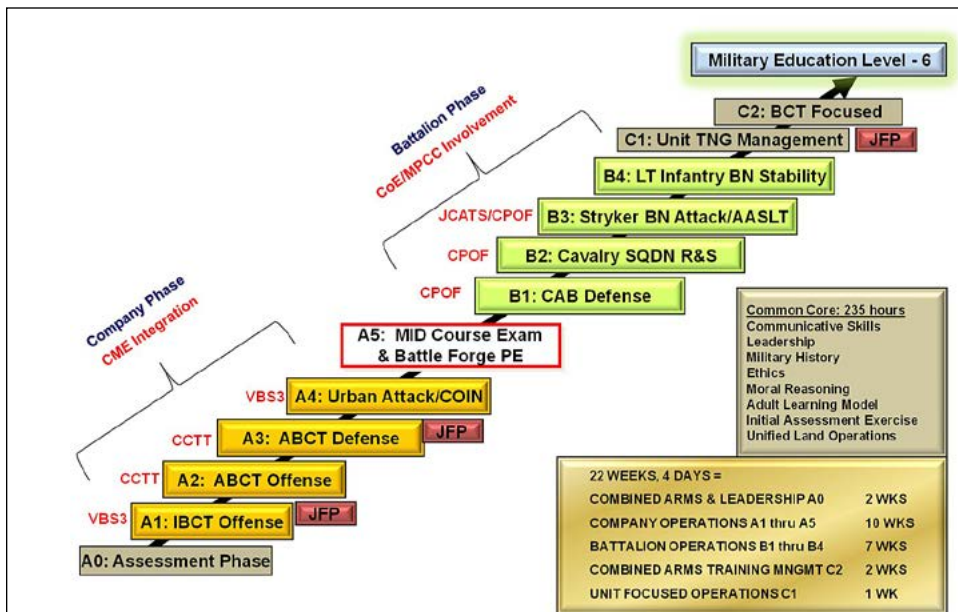 Military Education Level - 6
C2: BCT Focused
C1: Unit TNG Management
JFP
B4: LT Infantry BN Stability
JCATS/CPOF
B3: Stryker BN Attack/AASLT
CPOF
B2: Cavalry SQDN R&S
CPOF
B1: CAB Defense
Battalion Phase
CoE/MPCC Involvement
A5: MID Course Exam
& Battle Forge PE
VBS3
A4: Urban Attack/COIN
CCTT
A3: ABCT Defense
JFP
CCTT
A2: ABCT Offense
VBS3
A1: IBCT Offense
JFP
A0: Assessment Phase
Company Phase
CME Integration
Common Core: 235 hours
Communicative Skills
Leadership
Military History
Ethics
Moral Reasoning
Adult Learning Model
Initial Assessment Exercise
Unified Land Operations
22 WEEKS, 4 DAYS =
COMBINED ARMS & LEADERSHIP A0 2 WKS
COMPANY OPERATIONS A1 thru A5 10 WKS
BATTALION OPERATIONS B1 thru B4 7 WKS
COMBINED ARMS TRAINING MNGMT C2 2 WKS
UNIT FOCUSED OPERATIONS C1 1 WK